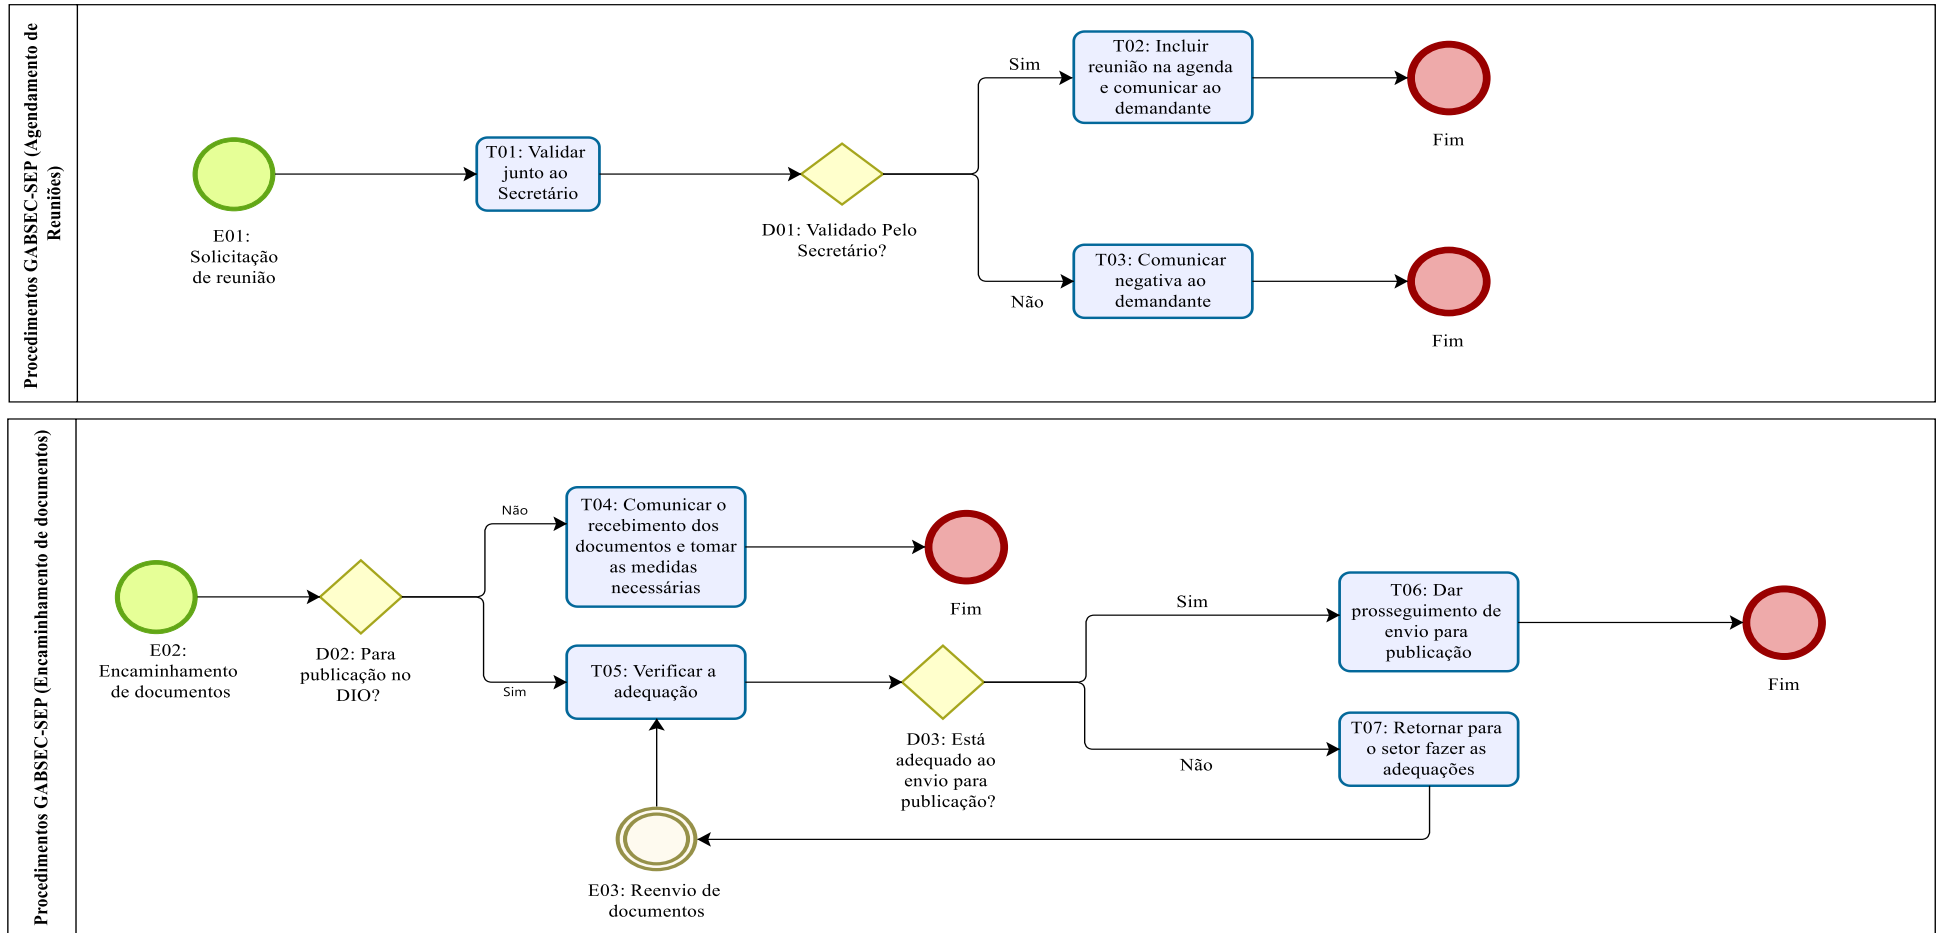 Procedimentos GABSEC-SEP (Agendamento de
Reuniões)
E01:
Solicitação
de reunião
T01: Validar
junto ao
Secretário
D01: Validado Pelo
Secretário?
Sim
T02: Incluir
reunião na agenda
e comunicar ao
demandante
Fim
Não
T03: Comunicar
negativa ao
demandante
Fim
Procedimentos GABSEC-SEP (Encaminhamento de documentos)
E02:
Encaminhamento
de documentos
D02: Para
publicação no
DIO?
Não
T04: Comunicar o
recebimento dos
documentos e tomar
as medidas
necessárias
Fim
Sim
T05: Verificar a
adequação
D03: Está
adequado ao
envio para
publicação?
Sim
T06: Dar
prosseguimento de
envio para
publicação
Fim
Não
T07: Retornar para
o setor fazer as
adequações
E03: Reenvio de
documentos